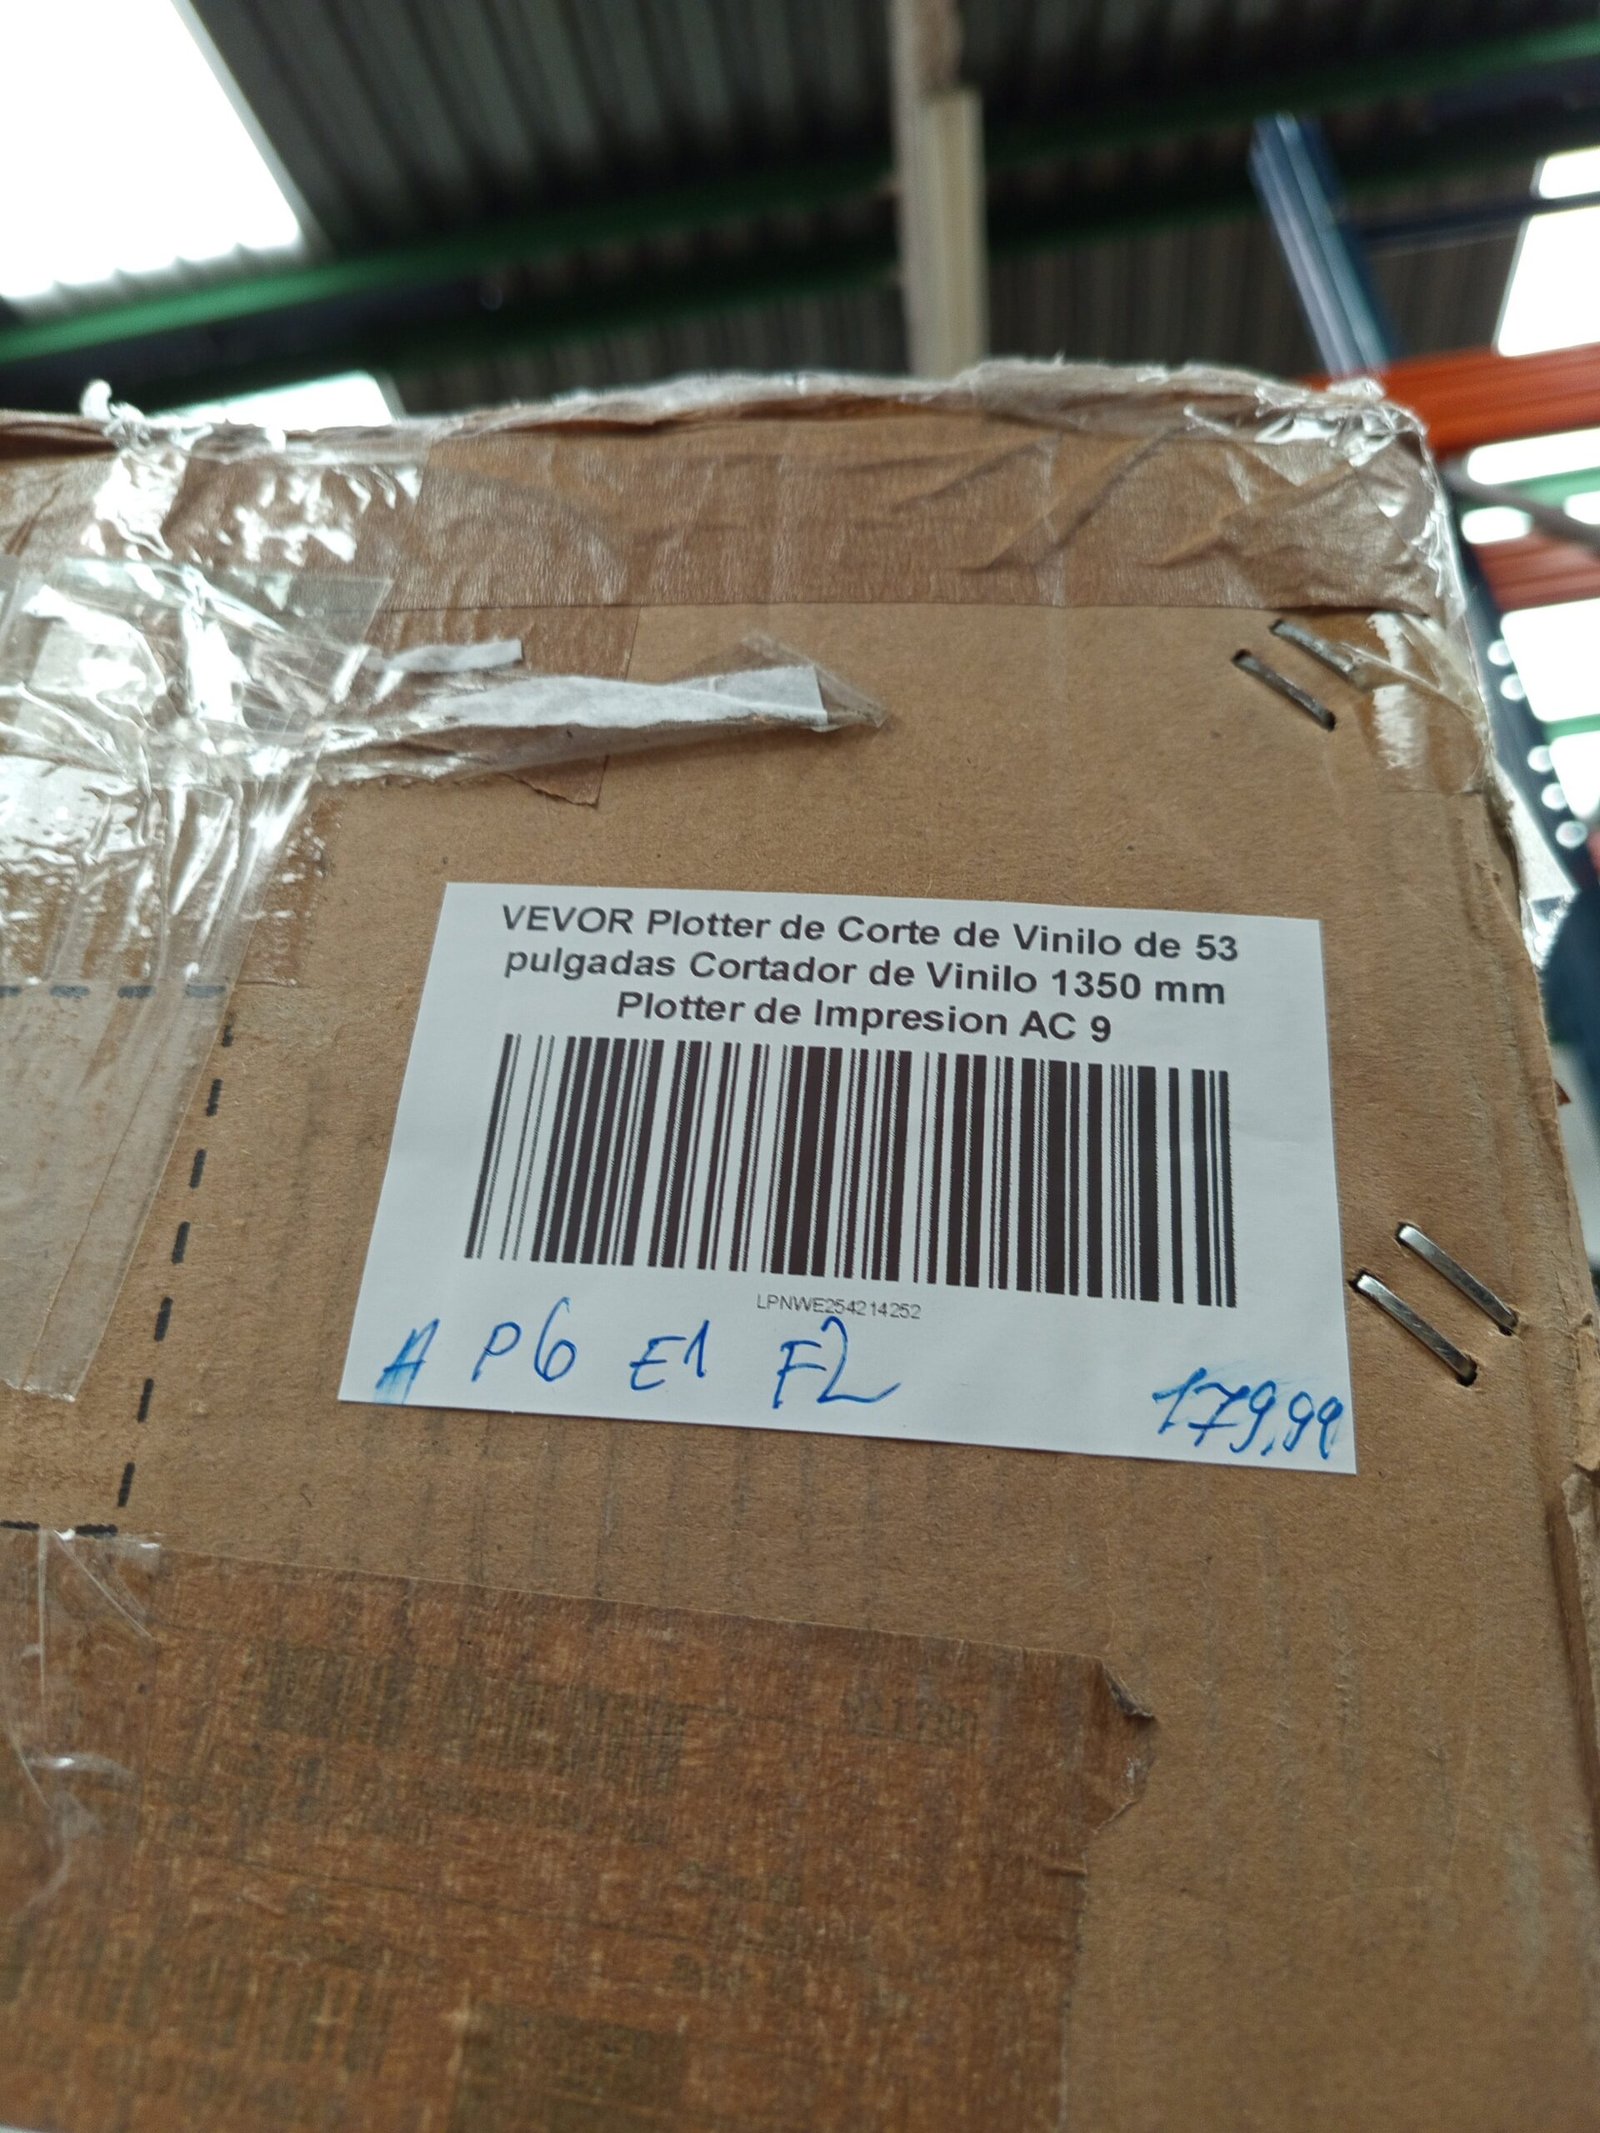 VEVOR Plotter de Corte de Vinilo de 53
pulgadas Cortador de Vinilo 1350 mm
Plotter de Impresion AC 9
LPNWE254214252
A P6 E1 F2 179,99